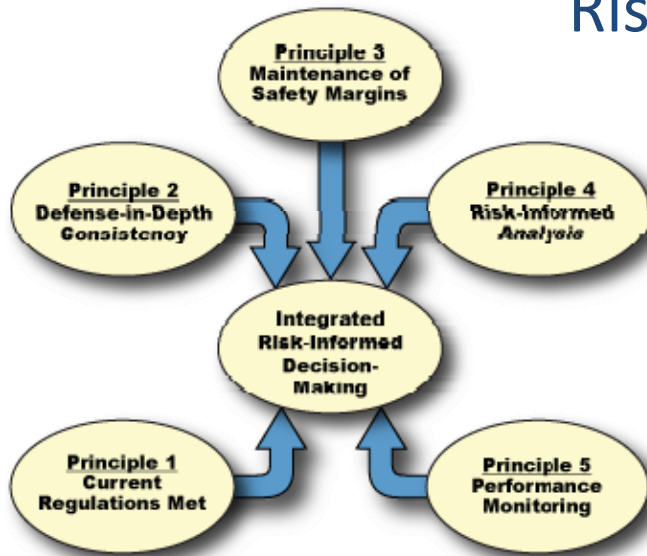 Ris
Principle 3
Maintenance of
Safety Margins
Principle 2
Defense-in-Depth
Consistency
Principle 4
Risk-Informed
Analysis
Integrated
Risk-Informed
Decision-
Making
Principle 1
Current
Regulations Met
Principle 5
Performance
Monitoring